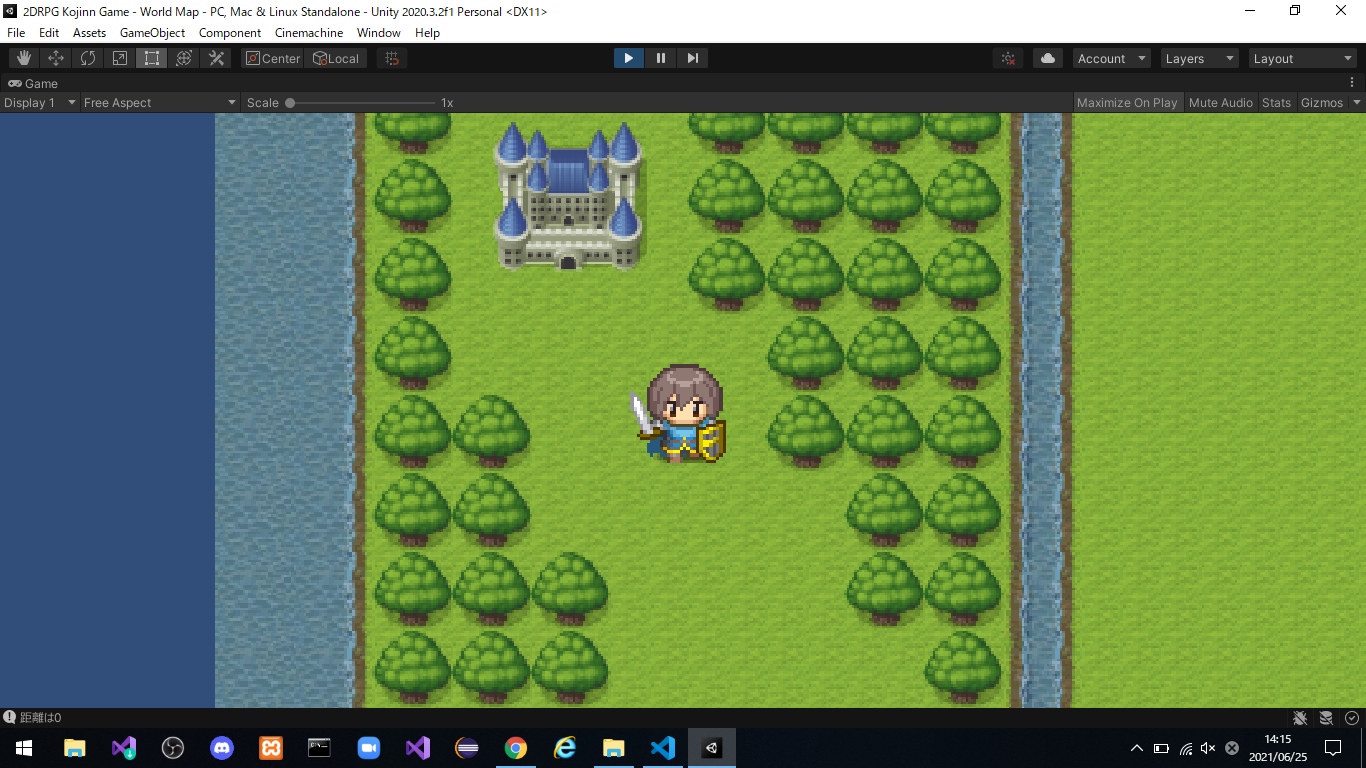 2DRPG Kojinn Game - World Map - PC, Mac & Linux Standalone - Unity 2020.3.2f1 Personal <DX11>
File Edit Assets GameObject Component Cinemachine Window Help
Center Local Account Layers Layout
Game
Display 1 Free Aspect Scale 1x Maximize On Play Mute Audio Stats Gizmos
距離は0
14:15
2021/06/25